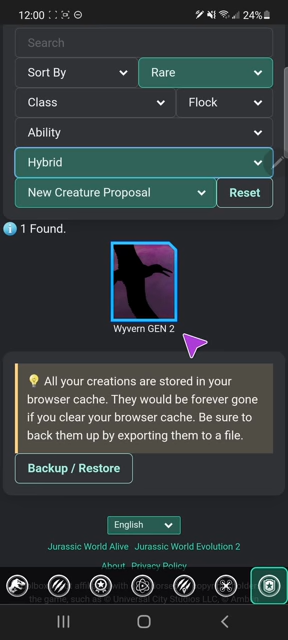 12:00
24%
Search
Sort By
Rare
Class
Flock
Ability
Hybrid
New Creature Proposal
Reset
1 Found.
Wyvern GEN 2
All your creations are stored in your
browser cache. They would be forever gone
if you clear your browser cache. Be sure to
back them up by exporting them to a file.
Backup / Restore
English
Jurassic World Alive Jurassic World Evolution 2
About Privacy Policy